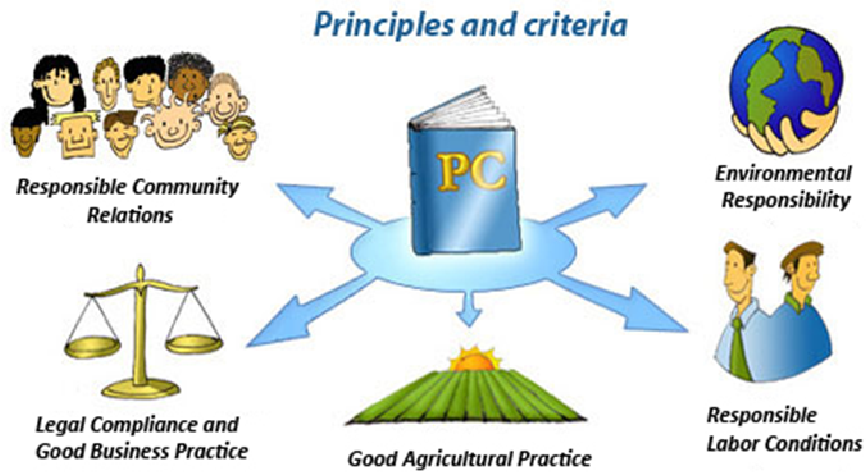 Principles and criteria
PC
Responsible Community
Relations
Environmental
Responsibility
Legal Compliance and
Good Business Practice
Good Agricultural Practice
Responsible
Labor Conditions